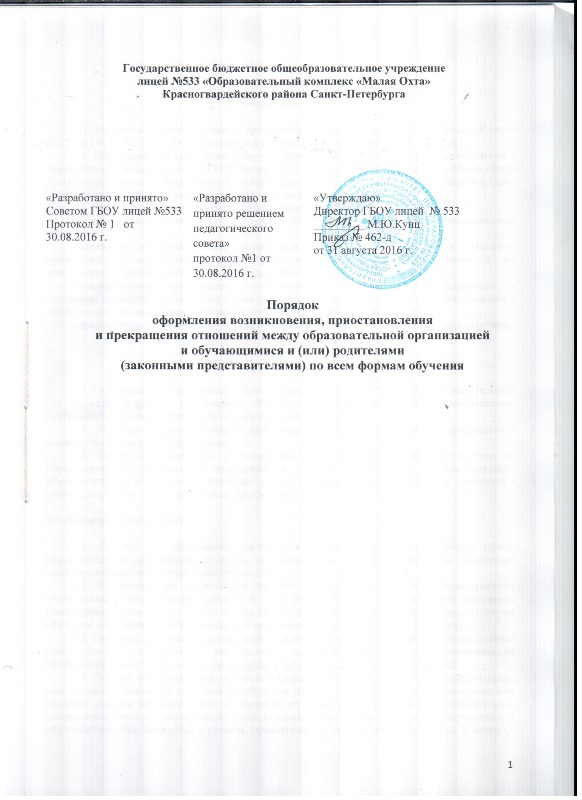 Государственное бюджетное общеобразовательное учреждение
лицей №533 «Образовательный комплекс «Малая Охта»
Красногвардейского района Санкт-Петербурга
«Разработано и принято»
Советом ГБОУ лицей №533
Протокол № 1 от
30.08.2016 г.
«Разработано и
принято решением
педагогического
совета»
протокол №1 от
30.08.2016 г.
«Утверждаю»
Директор ГБОУ лицей № 533
М.Ю.Кунц
Приказ № 462-д
от 31 августа 2016 г.
Порядок
оформления возникновения, приостановления
и прекращения отношений между образовательной организацией
и обучающимися и (или) родителями
(законными представителями) по всем формам обучения
1